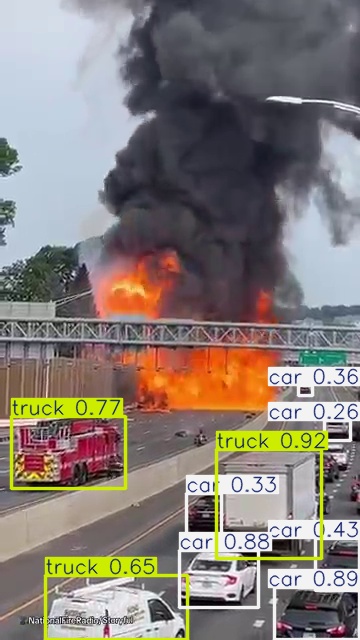 car 0.36
car 0.26
truck 0.77
truck 0.92
car 0.33
car 0.43
car 0.88
truck 0.65
car 0.89
NationalFireRadio/Storyful